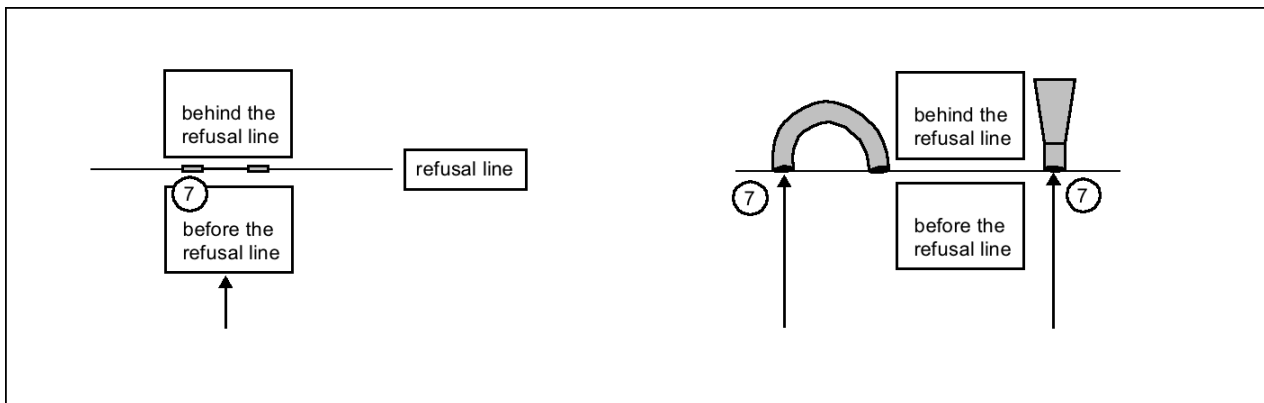 behind the
refusal line
refusal line
7
before the
refusal line
behind the
refusal line
7
7
before the
refusal line